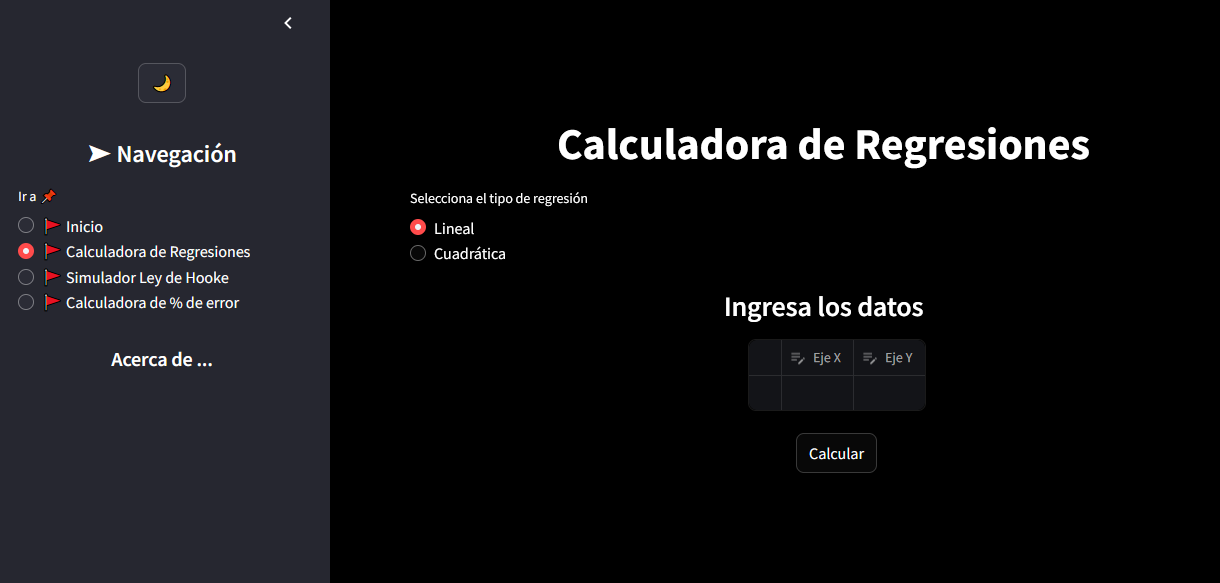 Navegación
Ir a
Inicio
Calculadora de Regresiones
Simulador Ley de Hooke
Calculadora de % de error
Acerca de ...
Calculadora de Regresiones
Selecciona el tipo de regresión
Lineal
Cuadrática
Ingresa los datos
Eje X Eje Y
Calcular